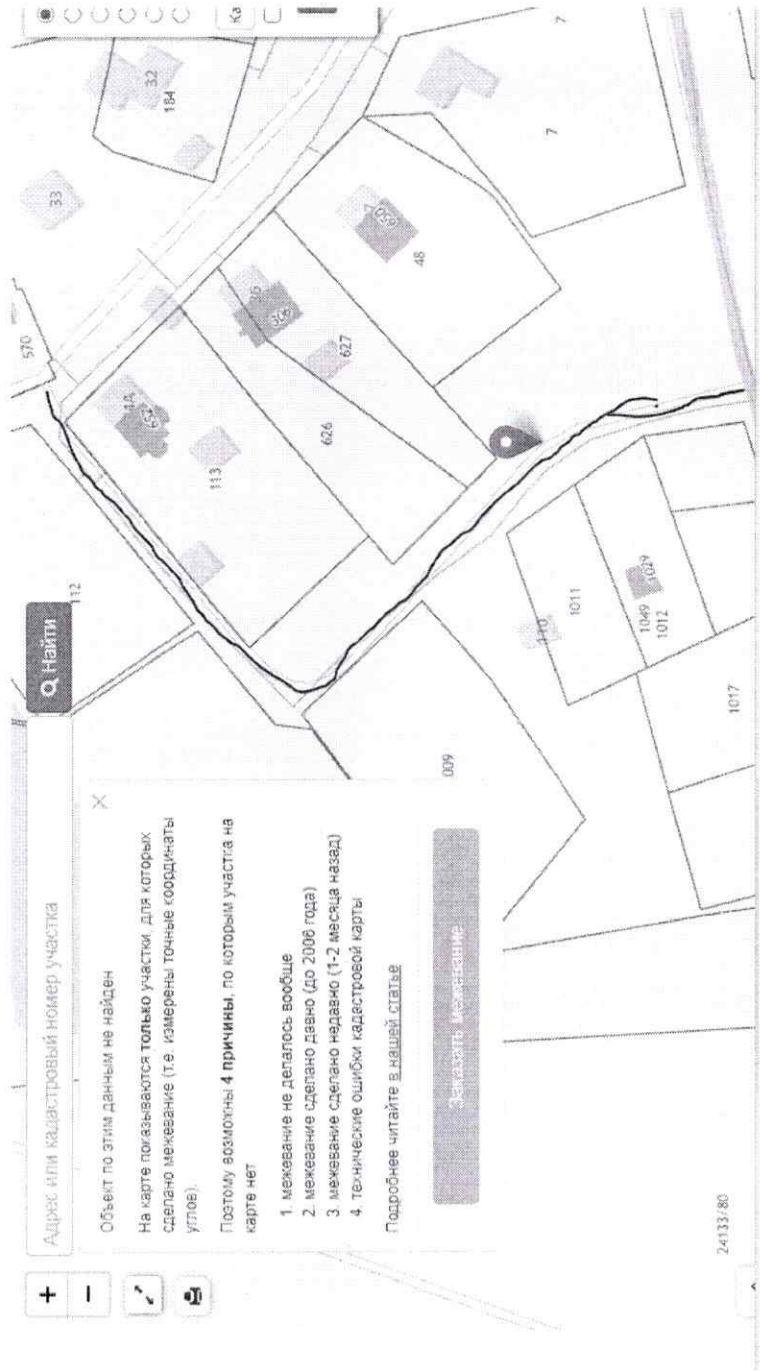 Адрес или кадастровый номер участка
Найти
Объект по этим данным не найден
На карте показываются только участки, для которых
сделано межевание (т.е. измерены точные координаты
углов).
Поэтому возможны 4 причины, по которым участка на
карте нет
1. межевание не делалось вообще
2. межевание сделано давно (до 2006 года)
3. межевание сделано недавно (1-2 месяца назад)
4. технические ошибки кадастровой карты
Подробнее читайте в нашей статье
Заказать межевание
24133/80
Ка
570
33
32
184
112
113
626
627
48
7
7
009
1011
1049
1029
1012
1017